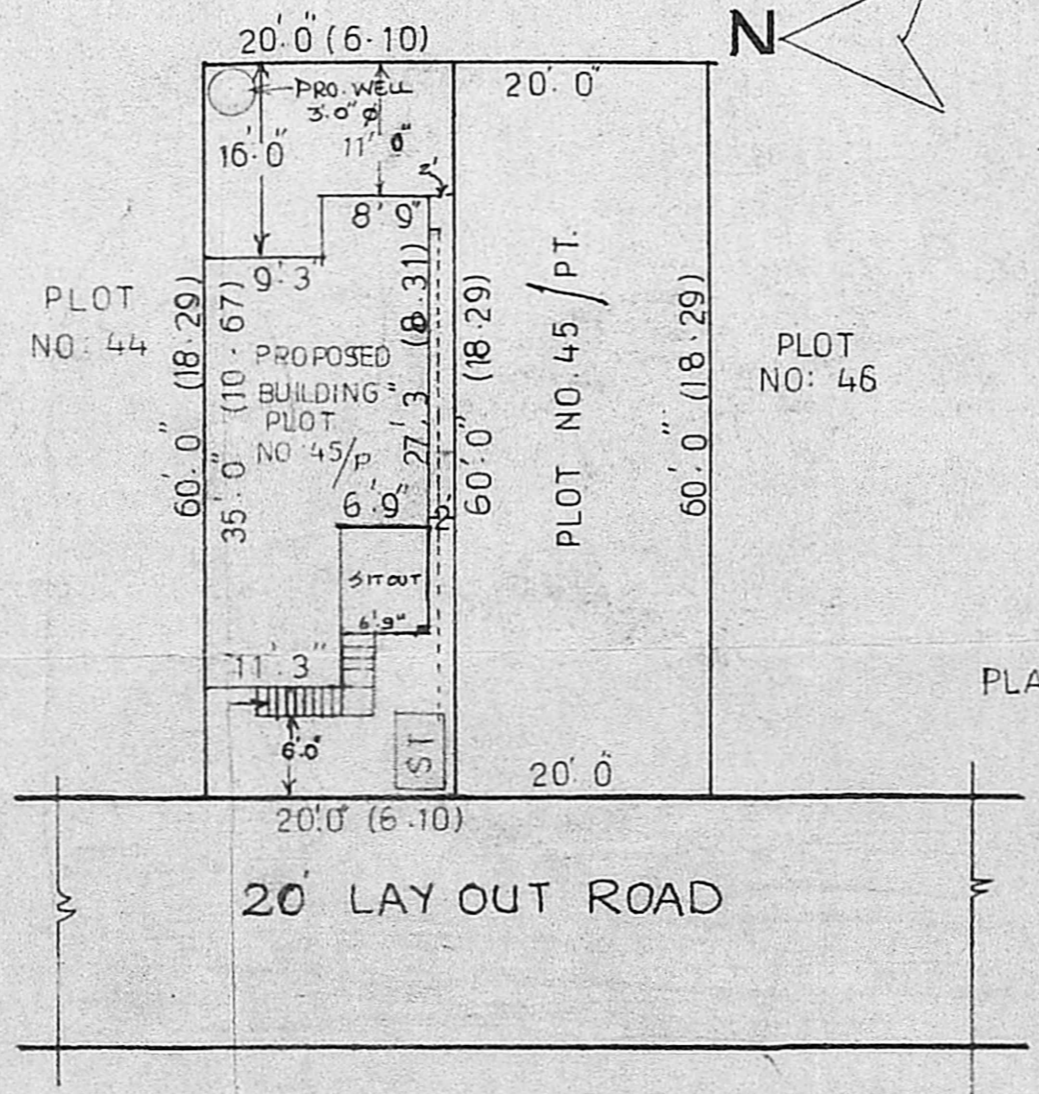 N
20'.0" (6.10)
20'.0"
PRO. WELL
3'.0" ϕ
16'.0"
11' 0"
2'
8' 9"
9' 3"
PLOT
NO: 44
60'.0" (18.29)
35'.0" (10.67)
PROPOSED
BUILDING =
PLOT
NO 45/P
27'.3 (8.31)
60'.0" (18.29)
PLOT NO.45/PT.
60'.0" (18.29)
PLOT
NO: 46
6'.9"
2'
SITOUT
6'.9"
11'.3"
6'.0"
ST
20'.0"
PLA
20'.0" (6.10)
20' LAY OUT ROAD